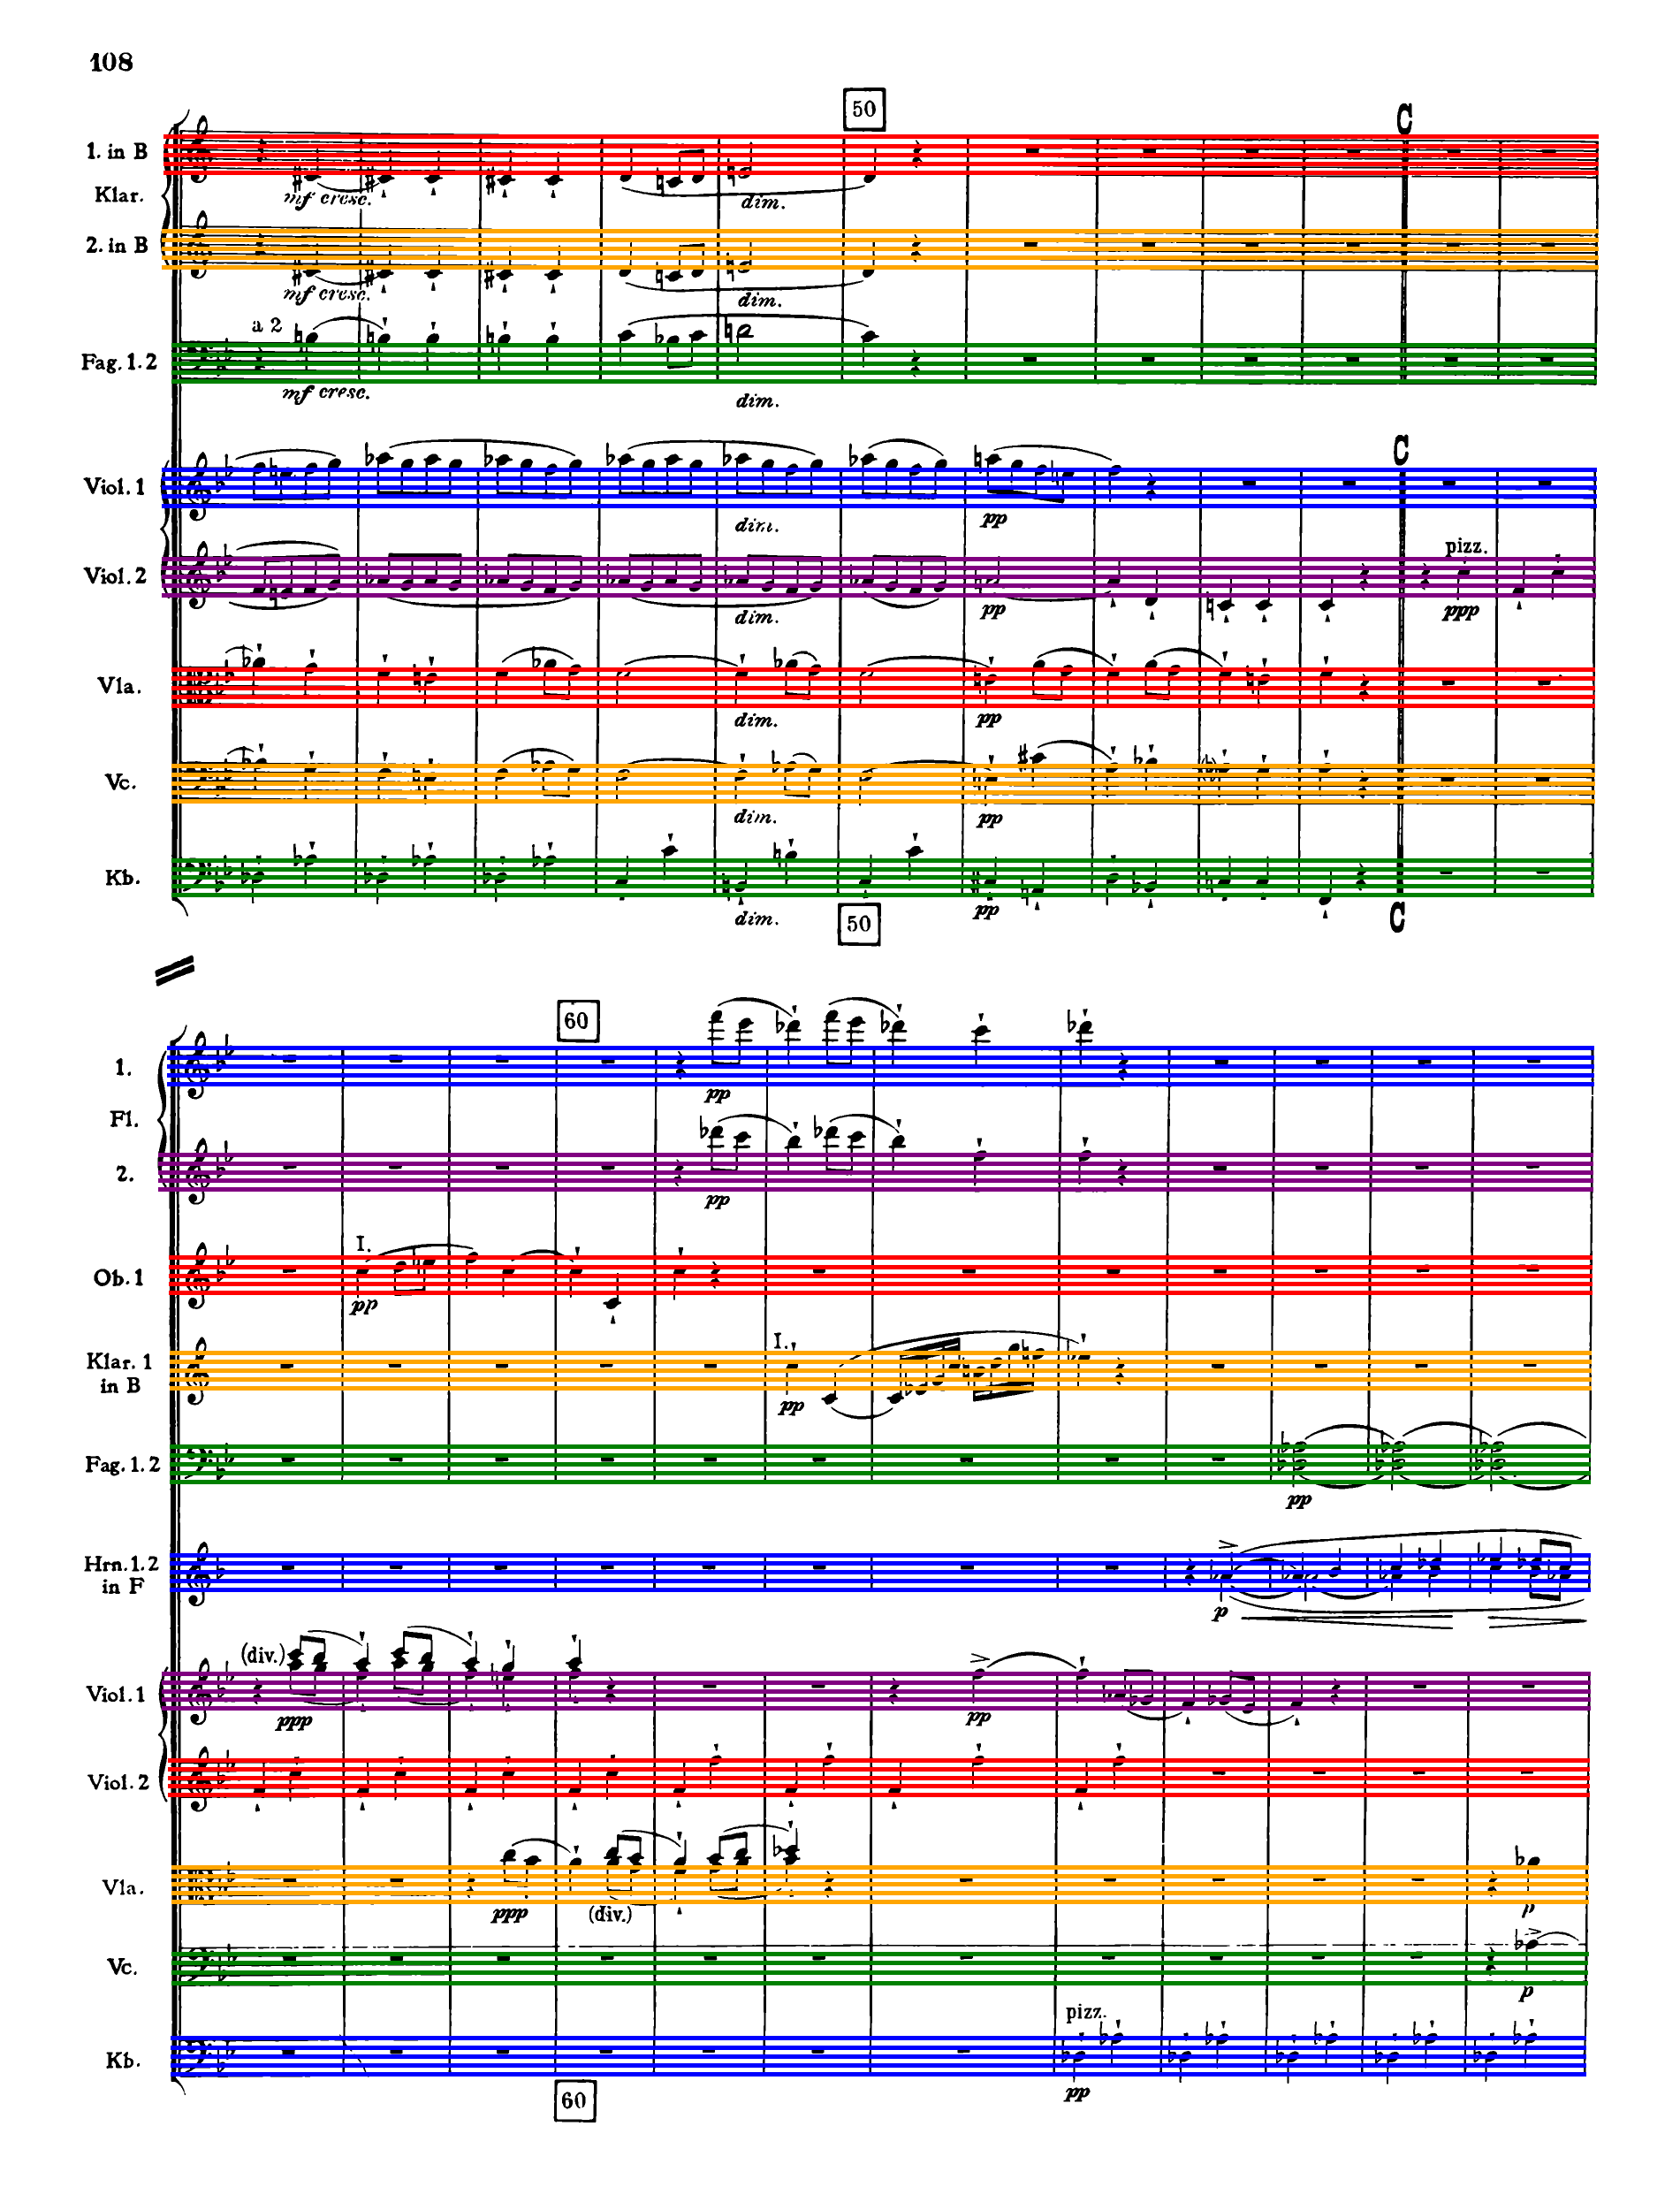 108
50
1. in B
Klar.
mf cresc.
dim.
2. in B
mf cresc.
dim.
a 2
Fag. 1. 2
mf cresc.
dim.
C
Viol. 1
dim.
pp
pizz.
Viol. 2
dim.
pp
ppp
Vla.
dim.
pp
Vc.
dim.
pp
Kb.
dim.
pp
50
C
60
1.
pp
Fl.
2.
pp
I.
Ob. 1
pp
I.
Klar. 1
in B
pp
Fag. 1. 2
pp
Hrn. 1. 2
in F
p
(div.)
Viol. 1
ppp
pp
Viol. 2
Vla.
ppp
(div.)
p
Vc.
p
pizz.
Kb.
pp
60